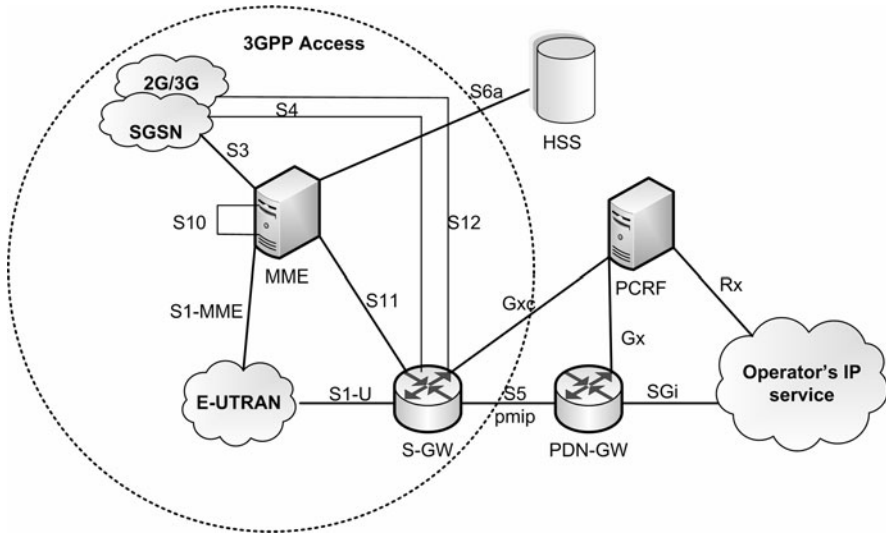 3GPP Access
2G/3G
SGSN
S4
S6a
HSS
S3
S10
MME
S12
S1-MME
S11
Gxc
PCRF
Rx
Gx
E-UTRAN
S1-U
S-GW
S5
pmip
PDN-GW
SGi
Operator's IP
service